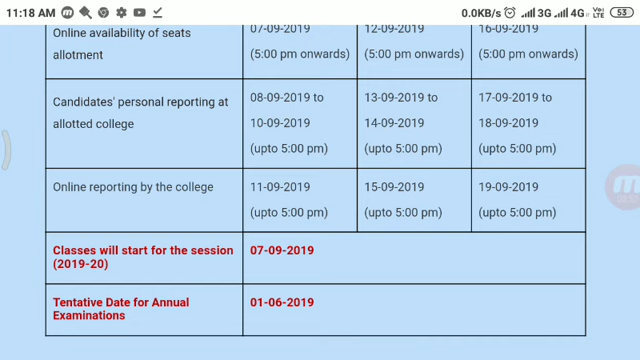 11:18 AM 0.0KB/s 3G 4G Vo LTE 53
Online availability of seats allotment 07-09-2019 12-09-2019 16-09-2019
(5:00 pm onwards) (5:00 pm onwards) (5:00 pm onwards)
Candidates' personal reporting at allotted college 08-09-2019 to 13-09-2019 to 17-09-2019 to
10-09-2019 14-09-2019 18-09-2019
(upto 5:00 pm) (upto 5:00 pm) (upto 5:00 pm)
Online reporting by the college 11-09-2019 15-09-2019 19-09-2019
(upto 5:00 pm) (upto 5:00 pm) (upto 5:00 pm)
Classes will start for the session 07-09-2019
(2019-20)
Tentative Date for Annual 01-06-2019
Examinations